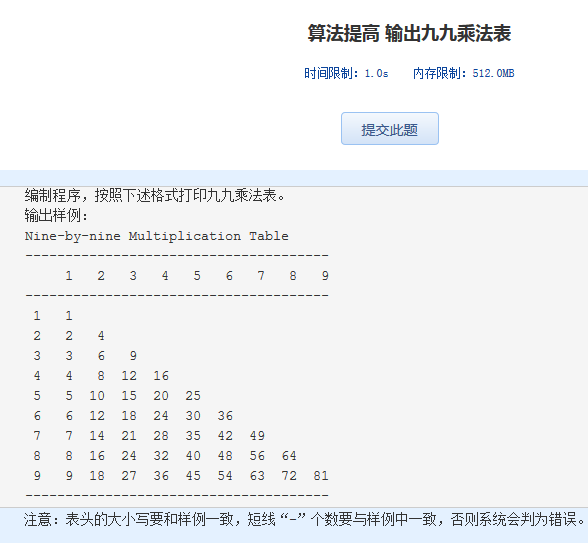 算法提高 输出九九乘法表
时间限制：1.0s 内存限制：512.0MB
提交此题
编制程序，按照下述格式打印九九乘法表。
输出样例：
Nine-by-nine Multiplication Table
--------------------------------------
     1   2   3   4   5   6   7   8   9
--------------------------------------
 1   1
 2   2   4
 3   3   6   9
 4   4   8  12  16
 5   5  10  15  20  25
 6   6  12  18  24  30  36
 7   7  14  21  28  35  42  49
 8   8  16  24  32  40  48  56  64
 9   9  18  27  36  45  54  63  72  81
--------------------------------------
注意：表头的大小写要和样例一致，短线“-”个数要与样例中一致，否则系统会判为错误。